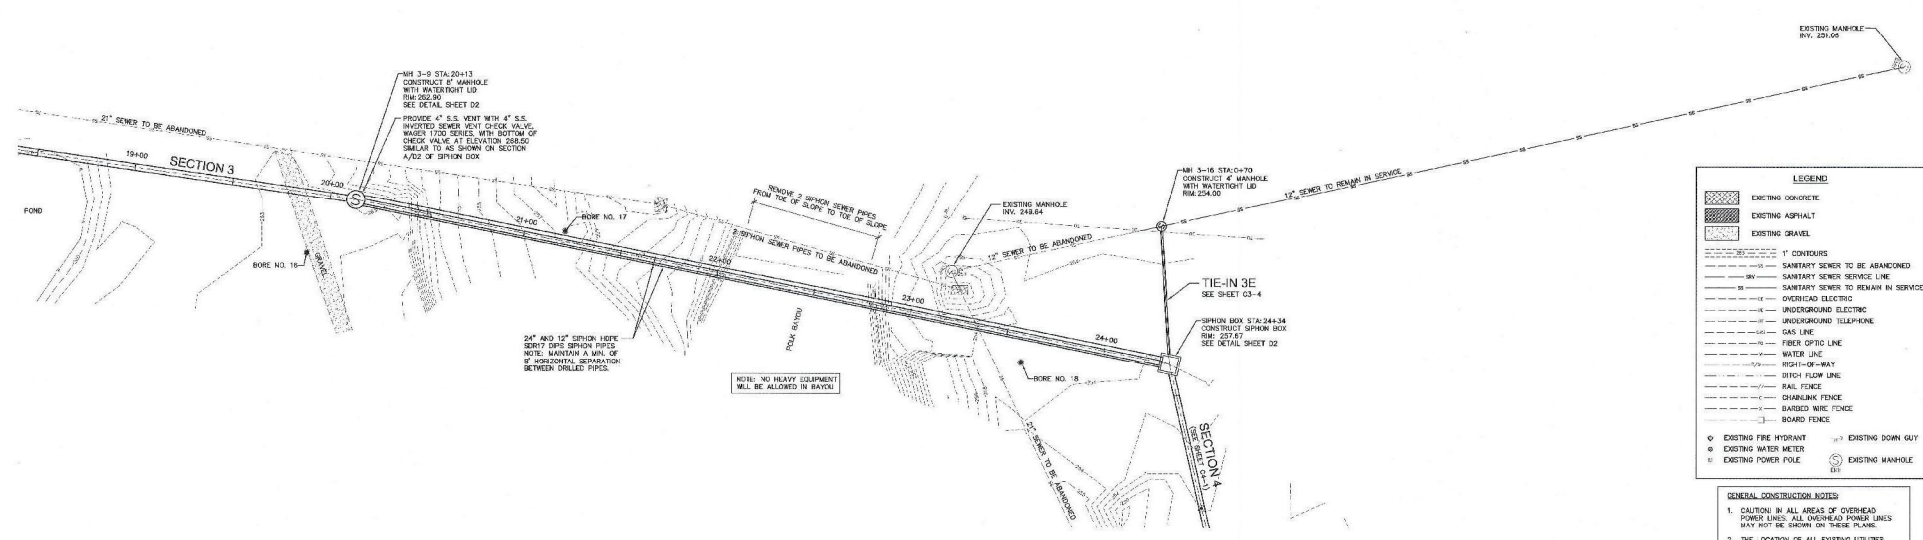 EXISTING MANHOLE
INV. 251.06
MH 3-9 STA:20+13
CONSTRUCT 8' MANHOLE
WITH WATERTIGHT LID
RIM:262.90
SEE DETAIL SHEET D2
PROVIDE 4" S.S. VENT WITH 4" S.S.
INVERTED SEWER VENT CHECK VALVE,
WAGER 1700 SERIES, WITH BOTTOM OF
CHECK VALVE AT ELEVATION 268.50
SIMILAR TO AS SHOWN ON SECTION
A/D2 OF SIPHON BOX
21" SEWER TO BE ABANDONED
19+00
SECTION 3
20+00
POND
GRAVEL
BORE NO. 16
21+00
BORE NO. 17
REMOVE 2 SIPHON SEWER PIPES
FROM TOE OF SLOPE TO TOE OF SLOPE
2 SIPHON SEWER PIPES TO BE ABANDONED
22+00
EXISTING MANHOLE
INV. 249.64
12" SEWER TO BE ABANDONED
MH 3-16 STA:0+70
CONSTRUCT 4' MANHOLE
WITH WATERTIGHT LID
RIM:254.00
12" SEWER TO REMAIN IN SERVICE
TIE-IN 3E
SEE SHEET C3-4
23+00
24+00
SIPHON BOX STA:24+34
CONSTRUCT SIPHON BOX
RIM: 257.67
SEE DETAIL SHEET D2
24" AND 12" SIPHON HDPE
SDR17 DIPS SIPHON PIPES
NOTE: MAINTAIN A MIN. OF
8' HORIZONTAL SEPARATION
BETWEEN DRILLED PIPES.
POLK BAYOU
NOTE: NO HEAVY EQUIPMENT
WILL BE ALLOWED IN BAYOU
BORE NO. 18
21" SEWER TO BE ABANDONED
SECTION 4
(SEE SHEET C4-1)
LEGEND
EXISTING CONCRETE
EXISTING ASPHALT
EXISTING GRAVEL
1' CONTOURS
SANITARY SEWER TO BE ABANDONED
SANITARY SEWER SERVICE LINE
SANITARY SEWER TO REMAIN IN SERVICE
OVERHEAD ELECTRIC
UNDERGROUND ELECTRIC
UNDERGROUND TELEPHONE
GAS LINE
FIBER OPTIC LINE
WATER LINE
RIGHT-OF-WAY
DITCH FLOW LINE
RAIL FENCE
CHAINLINK FENCE
BARBED WIRE FENCE
BOARD FENCE
EXISTING FIRE HYDRANT
EXISTING DOWN GUY
EXISTING WATER METER
EXISTING POWER POLE
EXISTING MANHOLE
GENERAL CONSTRUCTION NOTES:
1. CAUTION! IN ALL AREAS OF OVERHEAD
POWER LINES. ALL OVERHEAD POWER LINES
MAY NOT BE SHOWN ON THESE PLANS.
2. THE LOCATION OF ALL EXISTING UTILITIES